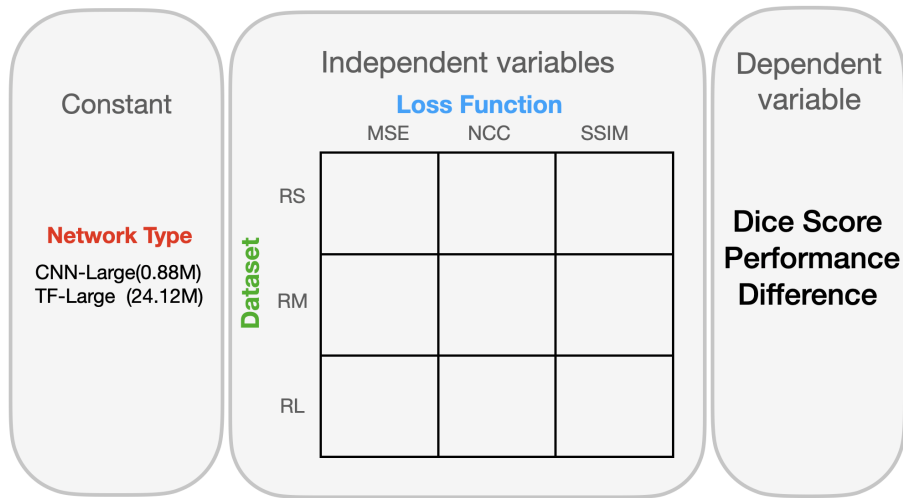 Constant
Network Type
CNN-Large(0.88M)
TF-Large (24.12M)
Independent variables
Loss Function
MSE NCC SSIM
Dataset
RS
RM
RL
Dependent
variable
Dice Score
Performance
Difference